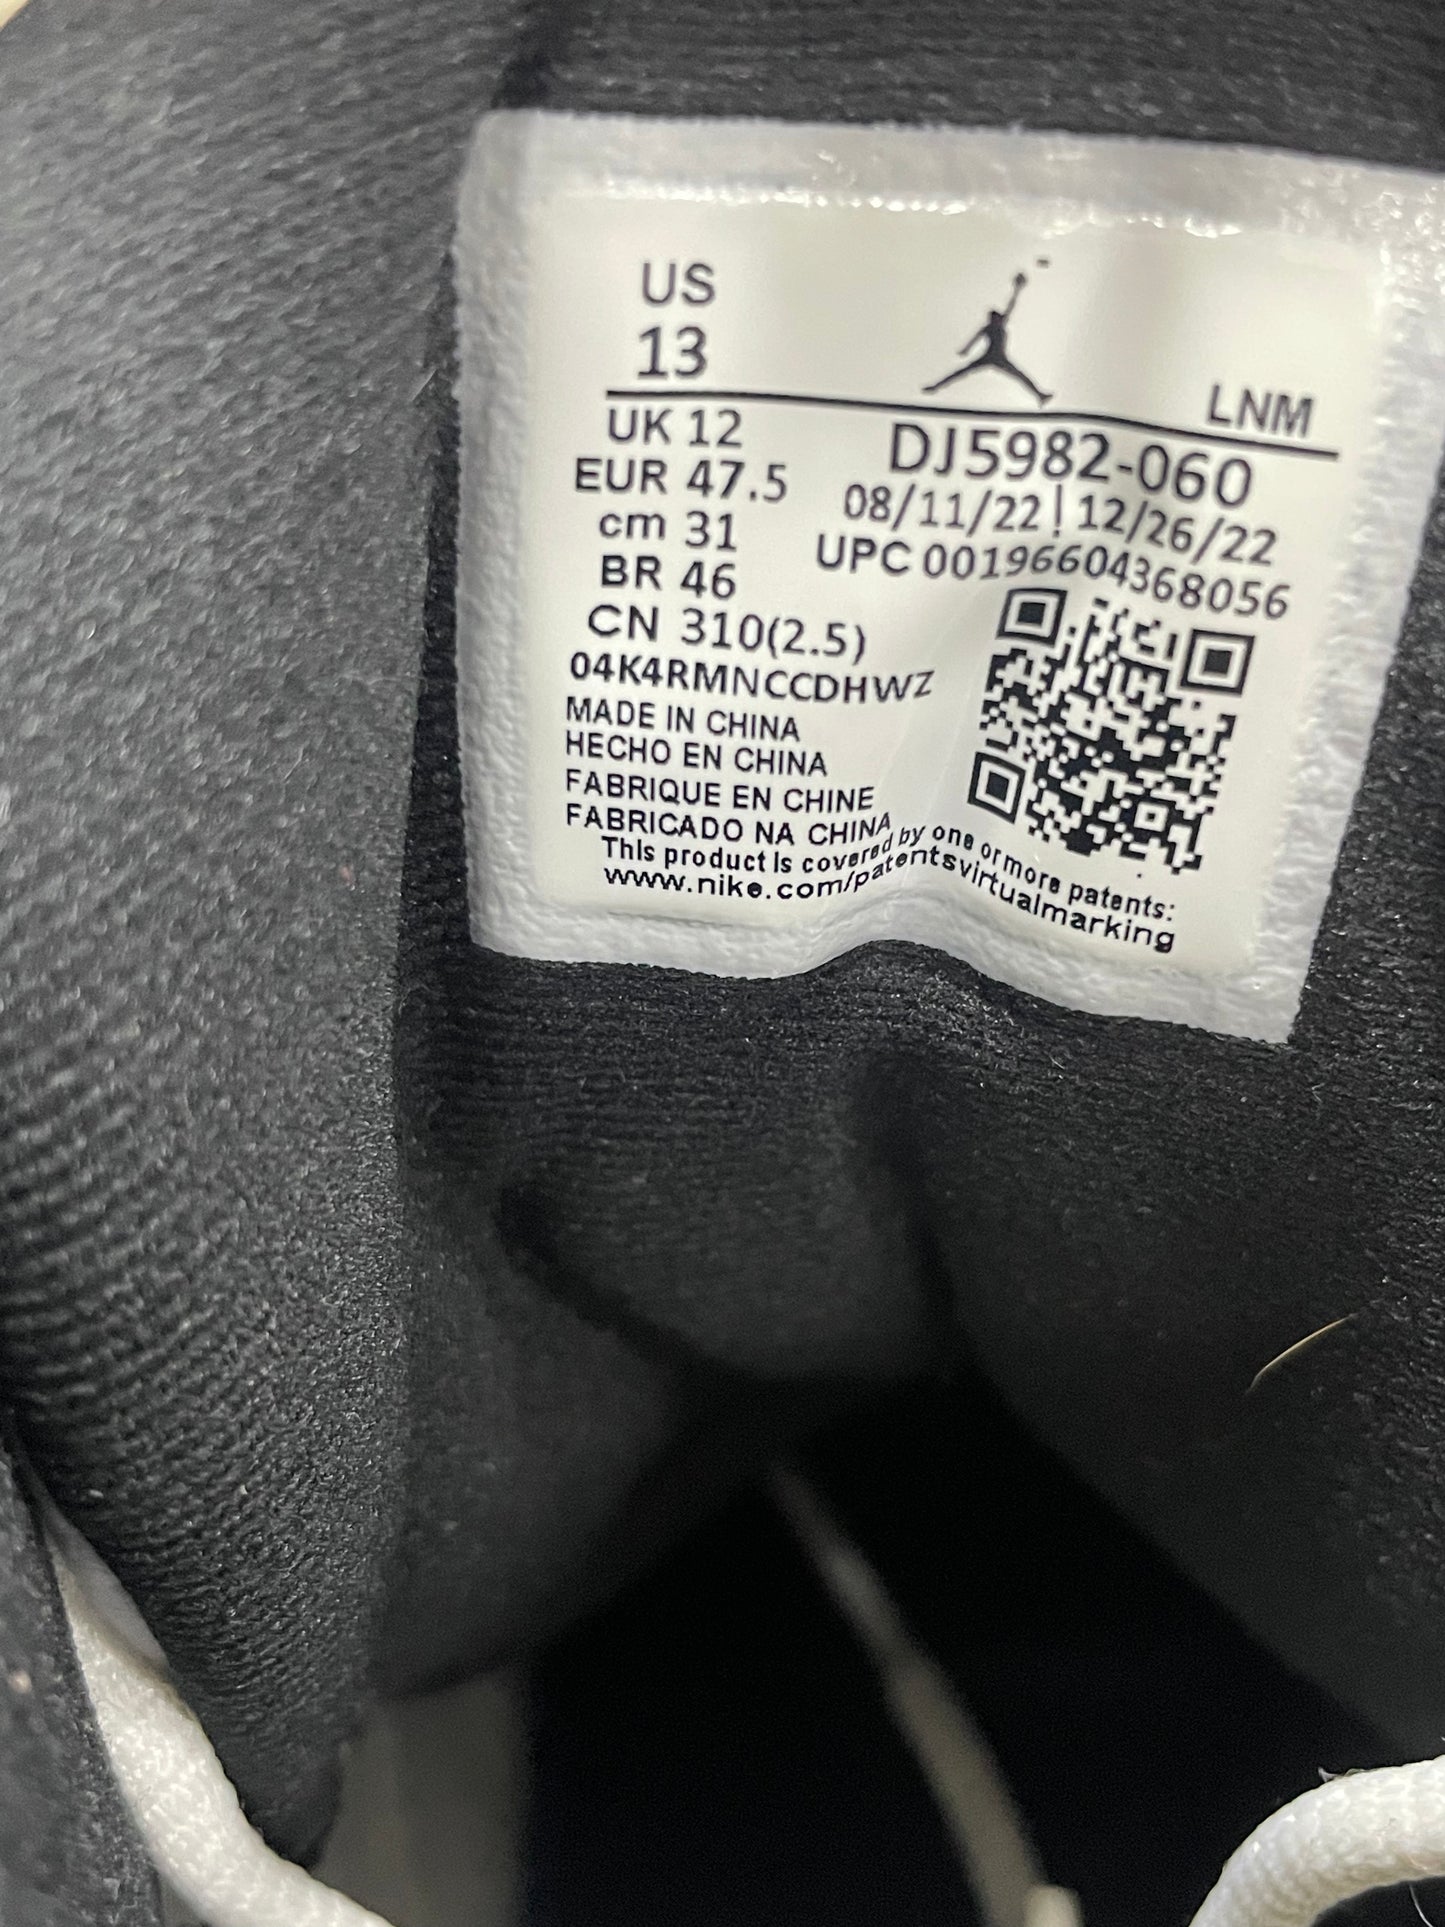 US
13
LNM
UK 12
EUR 47.5
cm 31
BR 46
CN 310(2.5)
DJ5982-060
08/11/22 | 12/26/22
UPC 00196604368056
04K4RMNCCDHWZ
MADE IN CHINA
HECHO EN CHINA
FABRIQUE EN CHINE
FABRICADO NA CHINA
This product is covered by one or more patents:
www.nike.com/patentsvirtualmarking